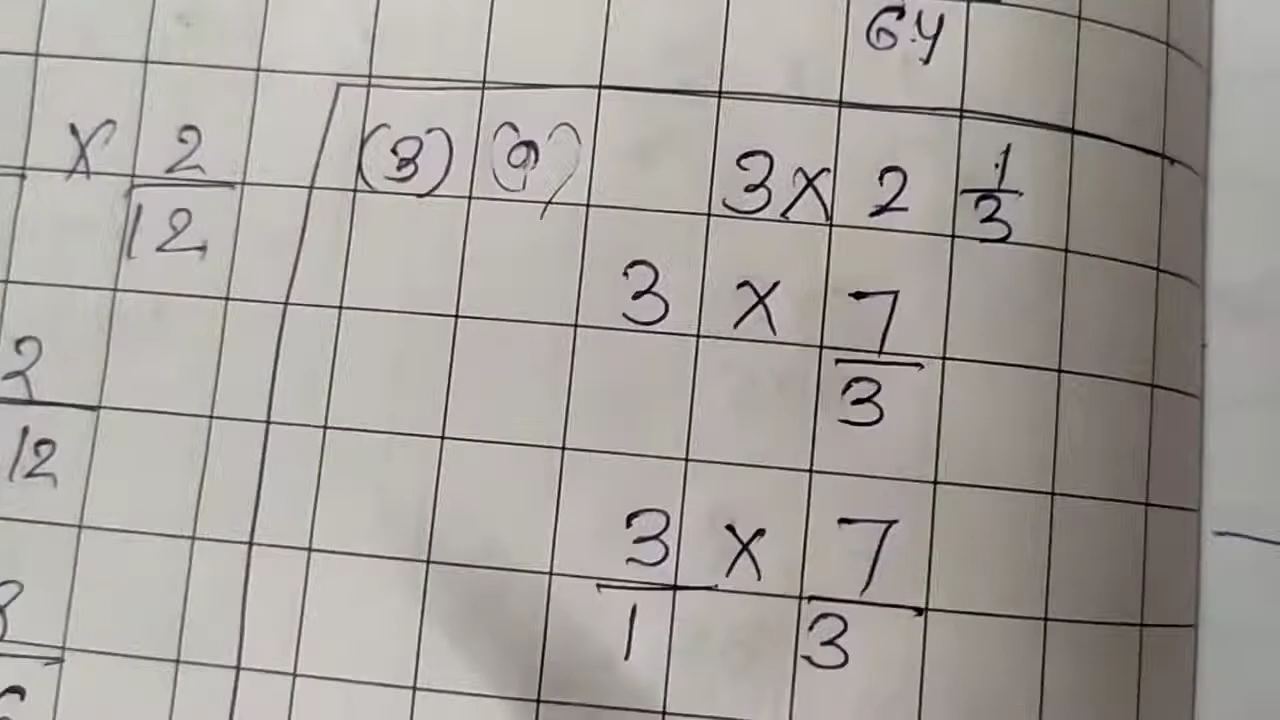 64
× 2/12
(3) (9) 3 × 2 1/3
3 × 7/3
2/12
3/1 × 7/3